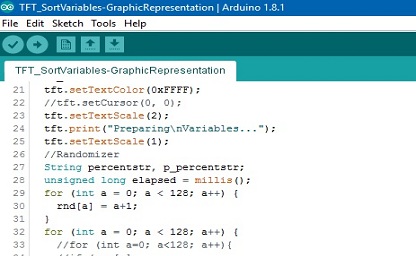 TFT_SortVariables-GraphicRepresentation | Arduino 1.8.1
File Edit Sketch Tools Help
TFT_SortVariables-GraphicRepresentation
21 tft.setTextColor(0xFFFF);
22 //tft.setCursor(0, 0);
23 tft.setTextScale(2);
24 tft.print("Preparing\nVariables...");
25 tft.setTextScale(1);
26 //Randomizer
27 String percentstr, p_percentstr;
28 unsigned long elapsed = millis();
29 for (int a = 0; a < 128; a++) {
30 rnd[a] = a+1;
31 }
32 for (int a = 0; a < 128; a++) {
33 //for (int a=0; a<128; a++){